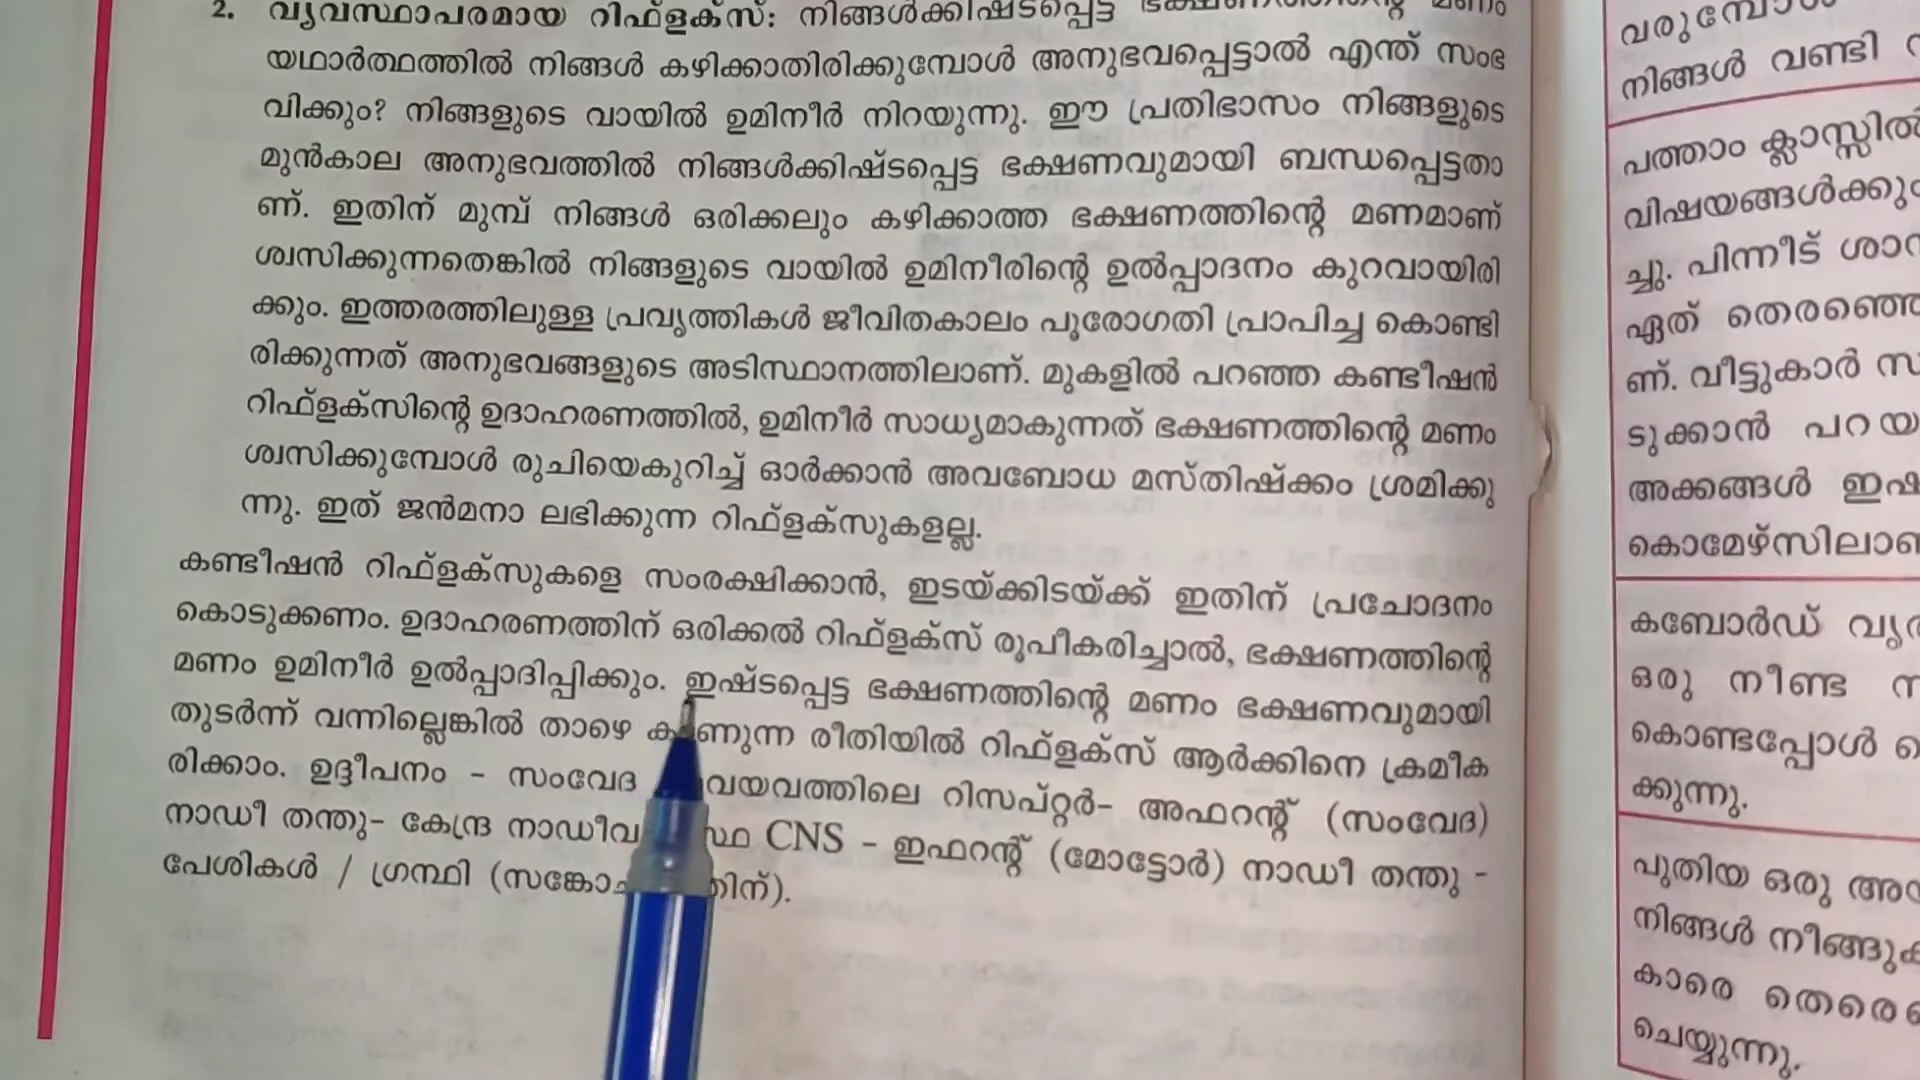 2. വ്യവസ്ഥാപരമായ റിഫ്ളക്സ്: നിങ്ങൾക്കിഷ്ടപ്പെട്ട ഭക്ഷണത്തിന്റെ മണം
യഥാർത്ഥത്തിൽ നിങ്ങൾ കഴിക്കാതിരിക്കുമ്പോൾ അനുഭവപ്പെട്ടാൽ എന്ത് സംഭ
വിക്കും? നിങ്ങളുടെ വായിൽ ഉമിനീർ നിറയുന്നു. ഈ പ്രതിഭാസം നിങ്ങളുടെ
മുൻകാല അനുഭവത്തിൽ നിങ്ങൾക്കിഷ്ടപ്പെട്ട ഭക്ഷണവുമായി ബന്ധപ്പെട്ടതാ
ണ്. ഇതിന് മുമ്പ് നിങ്ങൾ ഒരിക്കലും കഴിക്കാത്ത ഭക്ഷണത്തിന്റെ മണമാണ്
ശ്വസിക്കുന്നതെങ്കിൽ നിങ്ങളുടെ വായിൽ ഉമിനീരിന്റെ ഉൽപ്പാദനം കുറവായിരി
ക്കും. ഇത്തരത്തിലുള്ള പ്രവൃത്തികൾ ജീവിതകാലം പുരോഗതി പ്രാപിച്ച കൊണ്ടി
രിക്കുന്നത് അനുഭവങ്ങളുടെ അടിസ്ഥാനത്തിലാണ്. മുകളിൽ പറഞ്ഞ കണ്ടീഷൻ
റിഫ്ളക്സിന്റെ ഉദാഹരണത്തിൽ, ഉമിനീർ സാധ്യമാകുന്നത് ഭക്ഷണത്തിന്റെ മണം
ശ്വസിക്കുമ്പോൾ രുചിയെകുറിച്ച് ഓർക്കാൻ അവബോധ മസ്തിഷ്ക്കം ശ്രമിക്കു
ന്നു. ഇത് ജൻമനാ ലഭിക്കുന്ന റിഫ്ളക്സുകളല്ല.
കണ്ടീഷൻ റിഫ്ളക്സുകളെ സംരക്ഷിക്കാൻ, ഇടയ്ക്കിടയ്ക്ക് ഇതിന് പ്രചോദനം
കൊടുക്കണം. ഉദാഹരണത്തിന് ഒരിക്കൽ റിഫ്ളക്സ് രൂപീകരിച്ചാൽ, ഭക്ഷണത്തിന്റെ
മണം ഉമിനീർ ഉൽപ്പാദിപ്പിക്കും. ഇഷ്ടപ്പെട്ട ഭക്ഷണത്തിന്റെ മണം ഭക്ഷണവുമായി
തുടർന്ന് വന്നില്ലെങ്കിൽ താഴെ കാണുന്ന രീതിയിൽ റിഫ്ളക്സ് ആർക്കിനെ ക്രമീക
രിക്കാം. ഉദ്ദീപനം - സംവേദ വയവത്തിലെ റിസപ്റ്റർ- അഫറന്റ് (സംവേദ)
നാഡീ തന്തു- കേന്ദ്ര നാഡീവ സ്ഥ CNS - ഇഫറന്റ് (മോട്ടോർ) നാഡീ തന്തു -
പേശികൾ / ഗ്രന്ഥി (സങ്കോച ത്തിന്).
വരുമ്പോൾ
നിങ്ങൾ വണ്ടി
പത്താം ക്ലാസ്സിൽ
വിഷയങ്ങൾക്കും
ച്ചു. പിന്നീട്
ഏത്
ണ്. വീട്ടുകാർ
ടുക്കാൻ
അക്കങ്ങൾ
കബോർഡ്
ഒരു നീണ്ട
കൊണ്ടപ്പോൾ
ക്കുന്നു.
പുതിയ ഒരു
നിങ്ങൾ
കാരെ
ചെയ്യുന്നു.